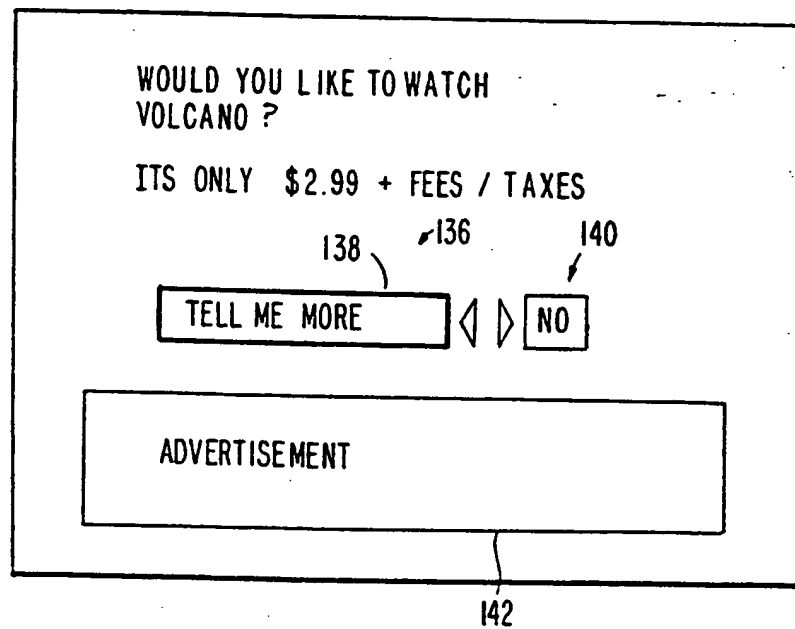 WOULD YOU LIKE TO WATCH
VOLCANO ?
ITS ONLY $2.99 + FEES / TAXES
138 136 140
TELL ME MORE NO
ADVERTISEMENT
142